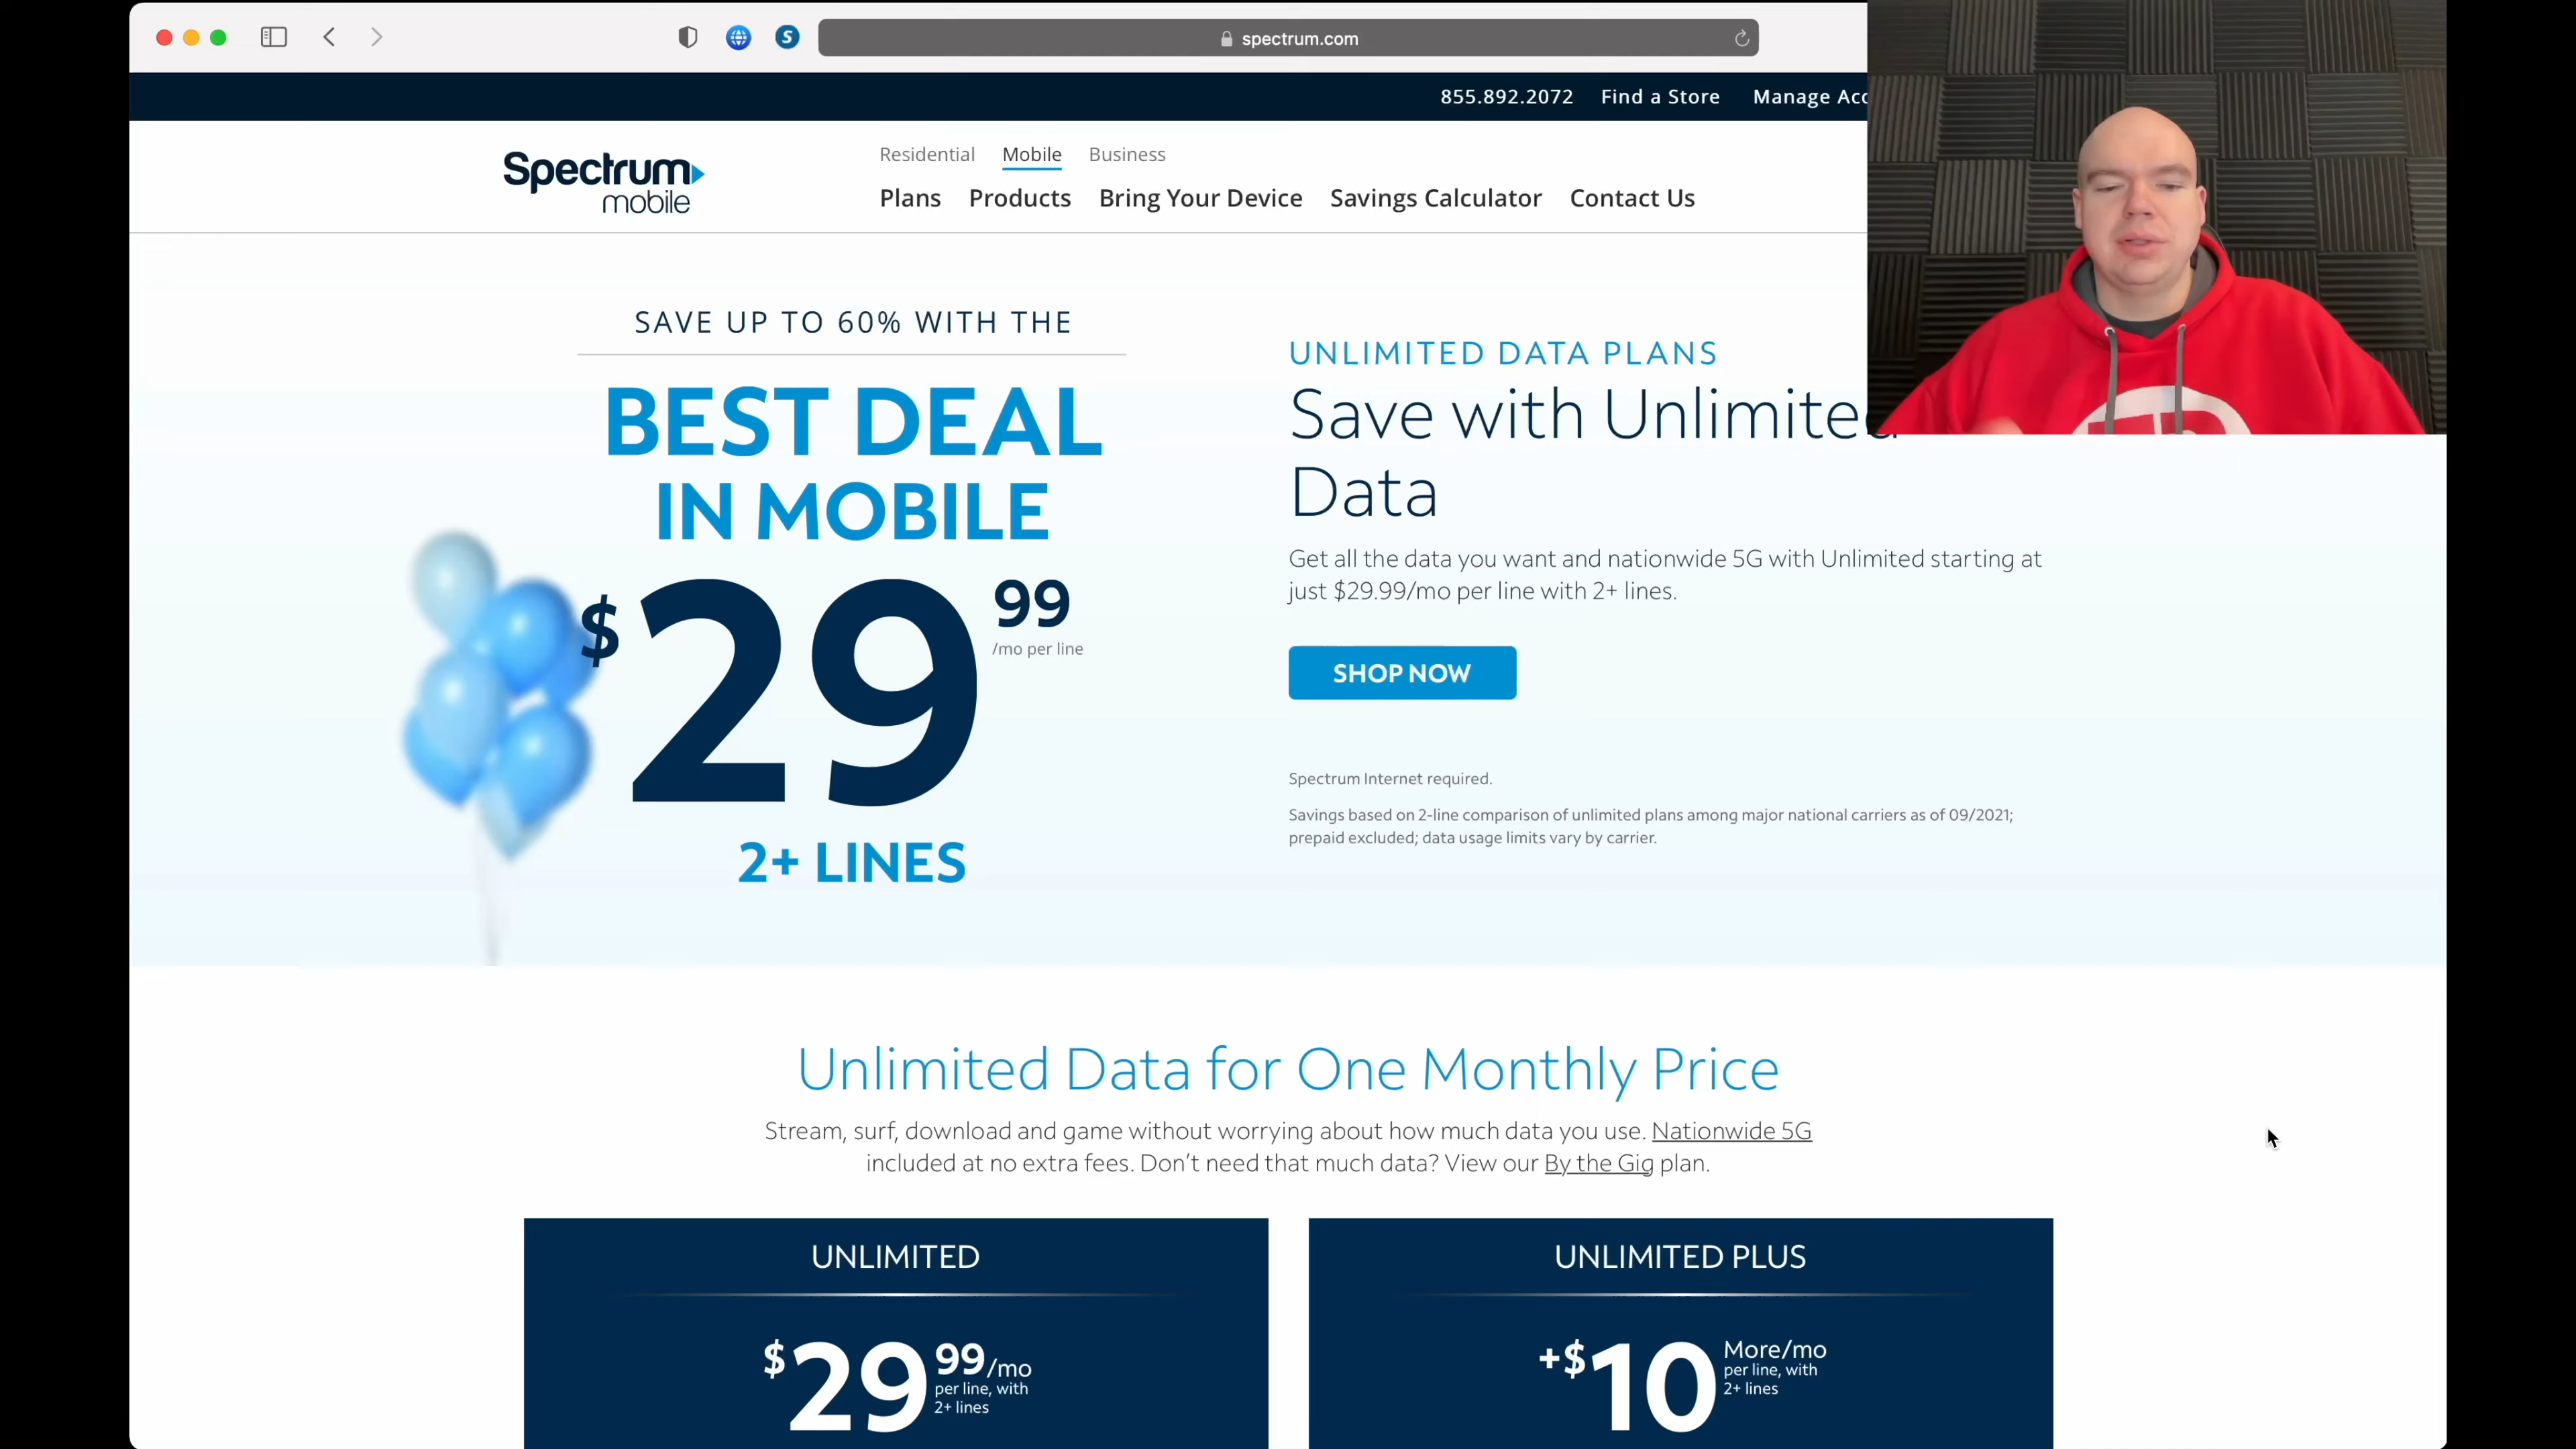 spectrum.com
855.892.2072 Find a Store Manage Acc
Spectrum
mobile
Residential Mobile Business
Plans Products Bring Your Device Savings Calculator Contact Us
SAVE UP TO 60% WITH THE
BEST DEAL
IN MOBILE
$29 99
/mo per line
2+ LINES
UNLIMITED DATA PLANS
Save with Unlimited
Data
Get all the data you want and nationwide 5G with Unlimited starting at
just $29.99/mo per line with 2+ lines.
SHOP NOW
Spectrum Internet required.
Savings based on 2-line comparison of unlimited plans among major national carriers as of 09/2021;
prepaid excluded; data usage limits vary by carrier.
Unlimited Data for One Monthly Price
Stream, surf, download and game without worrying about how much data you use. Nationwide 5G
included at no extra fees. Don't need that much data? View our By the Gig plan.
UNLIMITED
$29 99/mo
per line, with
2+ lines
UNLIMITED PLUS
+$10 More/mo
per line, with
2+ lines